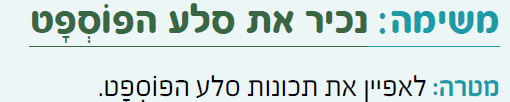 משימה: נכיר את סלע הפוֹסְפָט
מטרה: לאפיין את תכונות סלע הפוֹסְפָט.